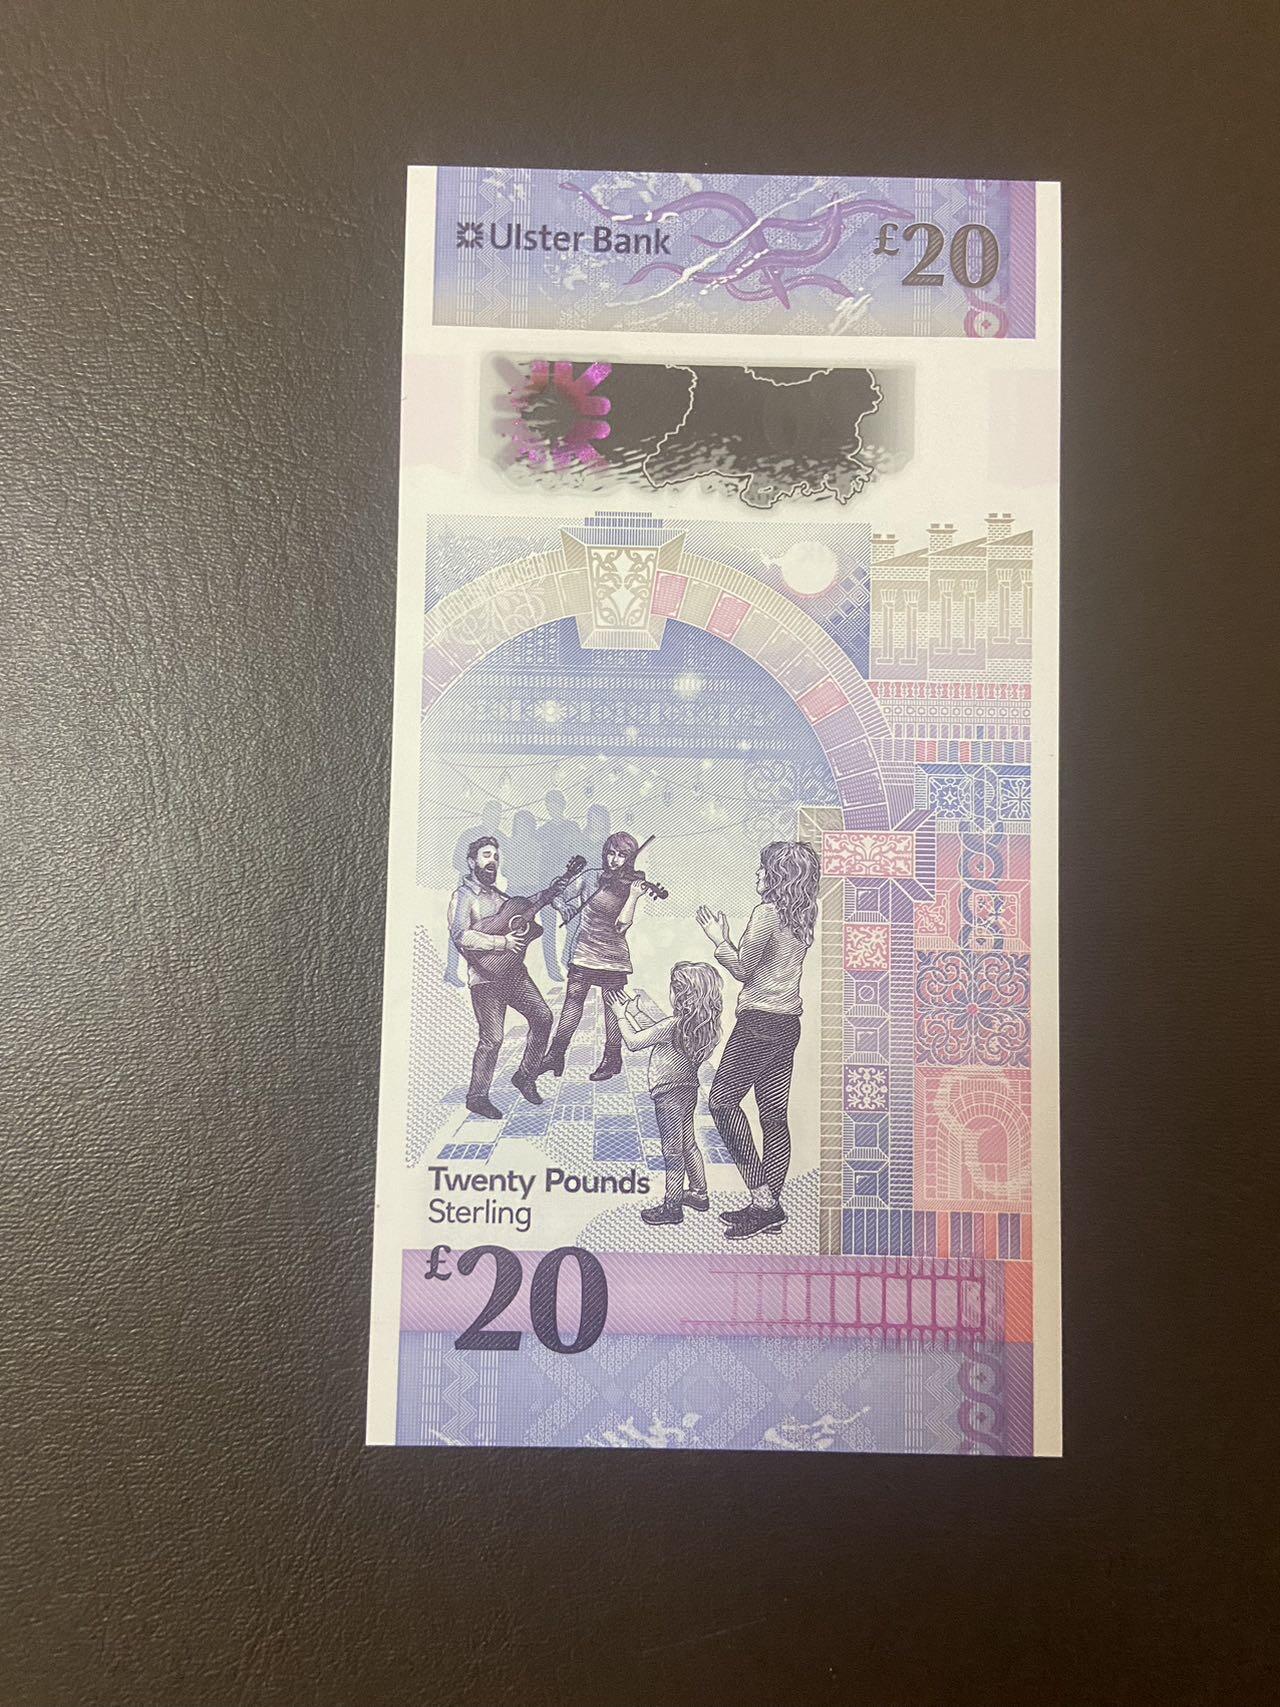 Ulster Bank
£20
Twenty Pounds
Sterling
£20